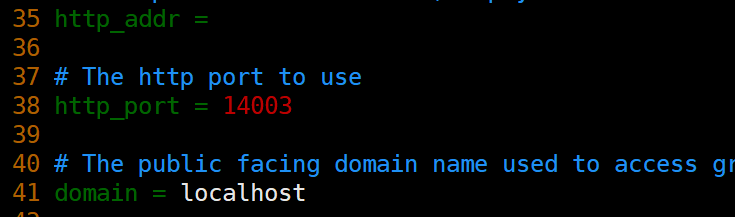 35 http_addr =
36
37 # The http port to use
38 http_port = 14003
39
40 # The public facing domain name used to access gr
41 domain = localhost